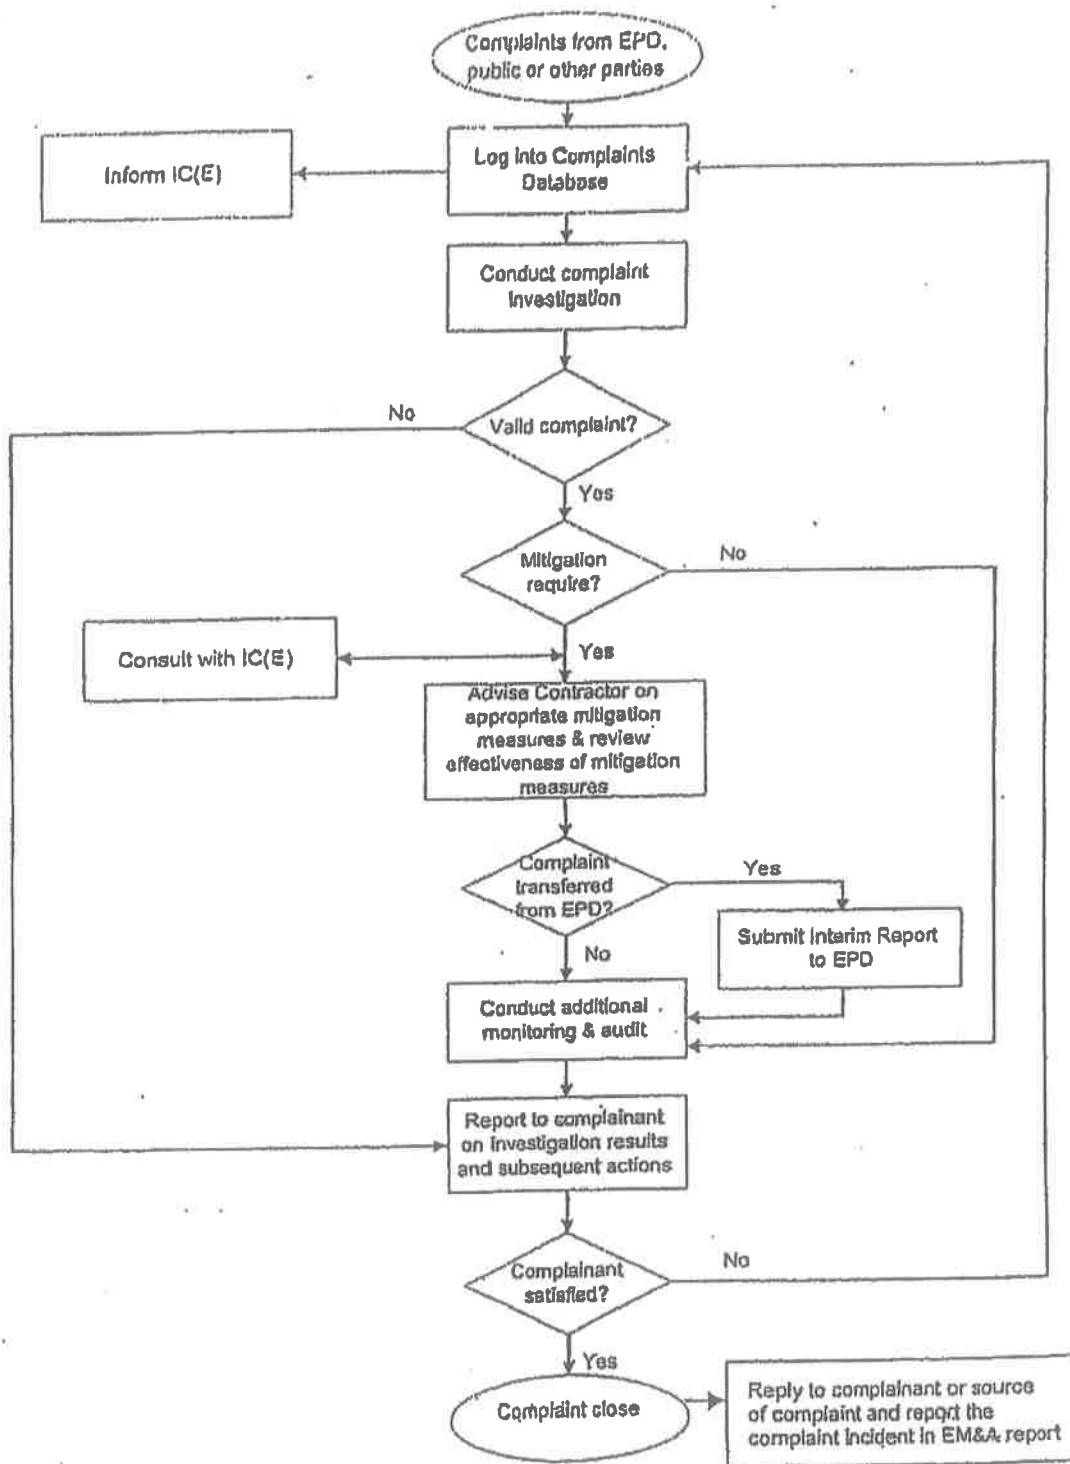 Complaints from EPD,
public or other parties
Log into Complaints
Database
Inform IC(E)
Conduct complaint
investigation
No
Valid complaint?
Yes
Mitigation
require?
No
Yes
Consult with IC(E)
Advise Contractor on
appropriate mitigation
measures & review
effectiveness of mitigation
measures
Complaint
transferred
from EPD?
Yes
No
Submit Interim Report
to EPD
Conduct additional
monitoring & audit
Report to complainant
on investigation results
and subsequent actions
Complainant
satisfied?
No
Yes
Complaint close
Reply to complainant or source
of complaint and report the
complaint incident in EM&A report